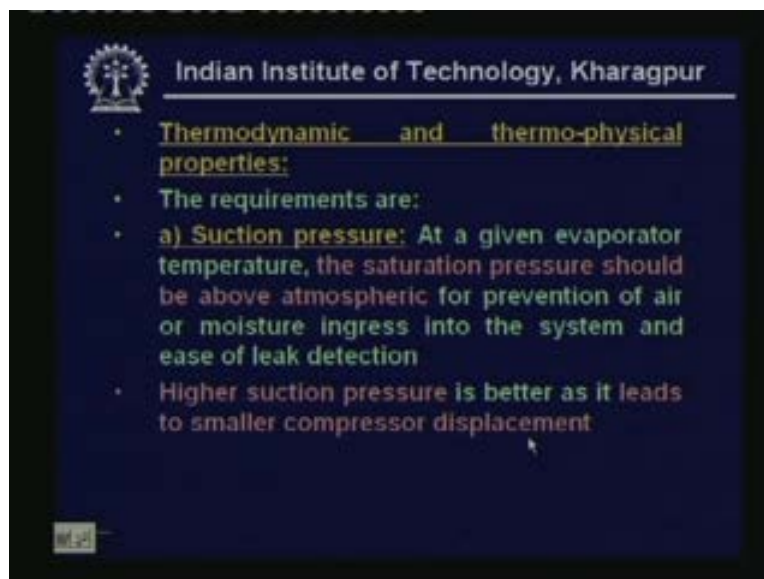 Indian Institute of Technology, Kharagpur
Thermodynamic and thermo-physical
properties:
The requirements are:
a) Suction pressure: At a given evaporator
temperature, the saturation pressure should
be above atmospheric for prevention of air
or moisture ingress into the system and
ease of leak detection
Higher suction pressure is better as it leads
to smaller compressor displacement